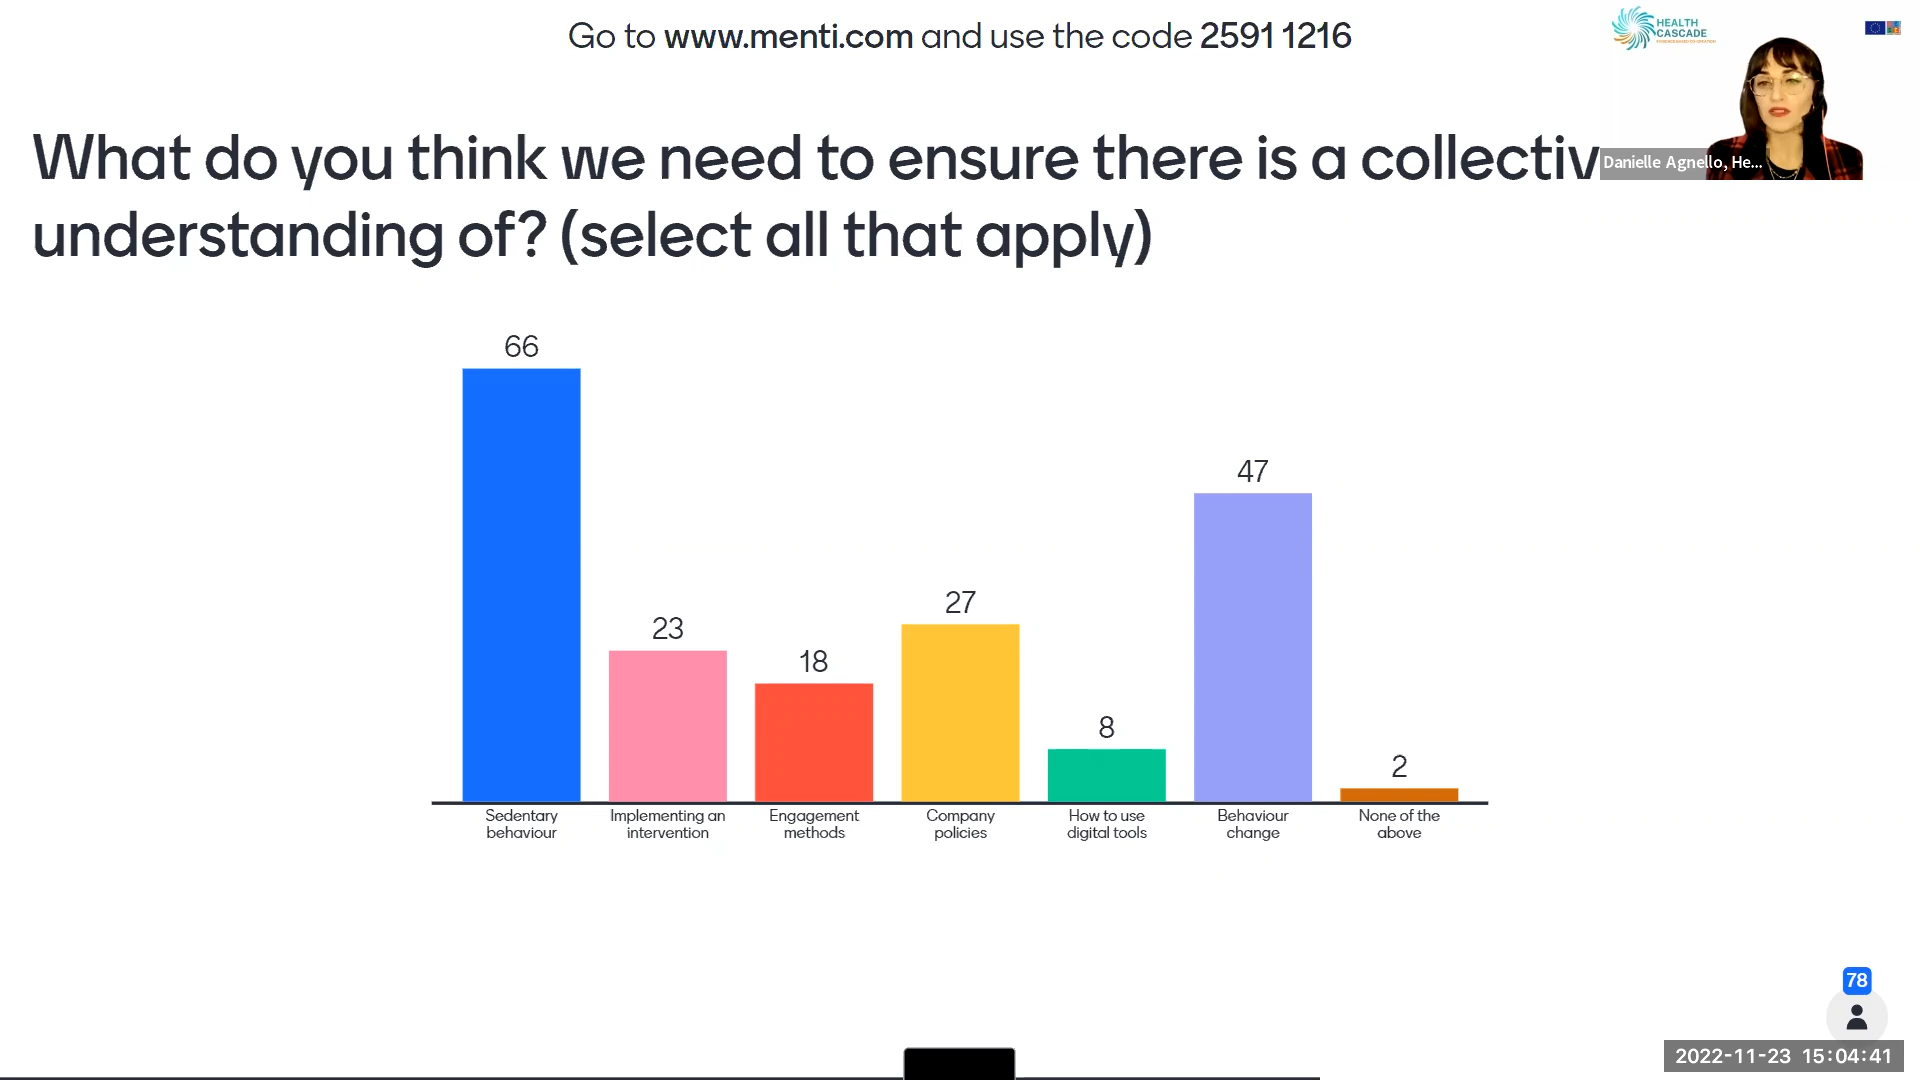 Go to www.menti.com and use the code 2591 1216
HEALTH
CASCADE
What do you think we need to ensure there is a collectiv
Danielle Agnello, He...
understanding of? (select all that apply)
66
23
18
27
8
47
2
Sedentary
behaviour
Implementing an
intervention
Engagement
methods
Company
policies
How to use
digital tools
Behaviour
change
None of the
above
78
2022-11-23 15:04:41